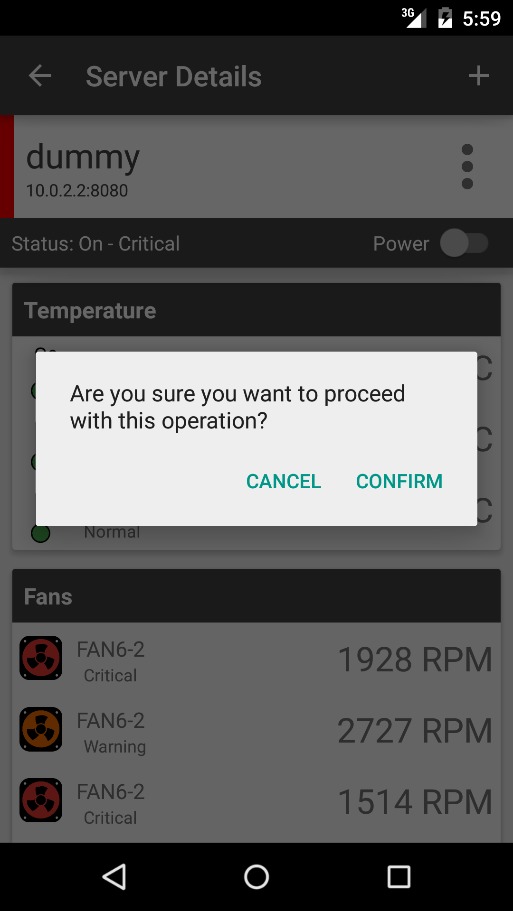 3G 5:59
Server Details
dummy
10.0.2.2:8080
Status: On - Critical Power
Temperature
C
Are you sure you want to proceed
with this operation?
C
CANCEL CONFIRM
C
Normal
Fans
FAN6-2
1928 RPM
Critical
FAN6-2
2727 RPM
Warning
FAN6-2
1514 RPM
Critical